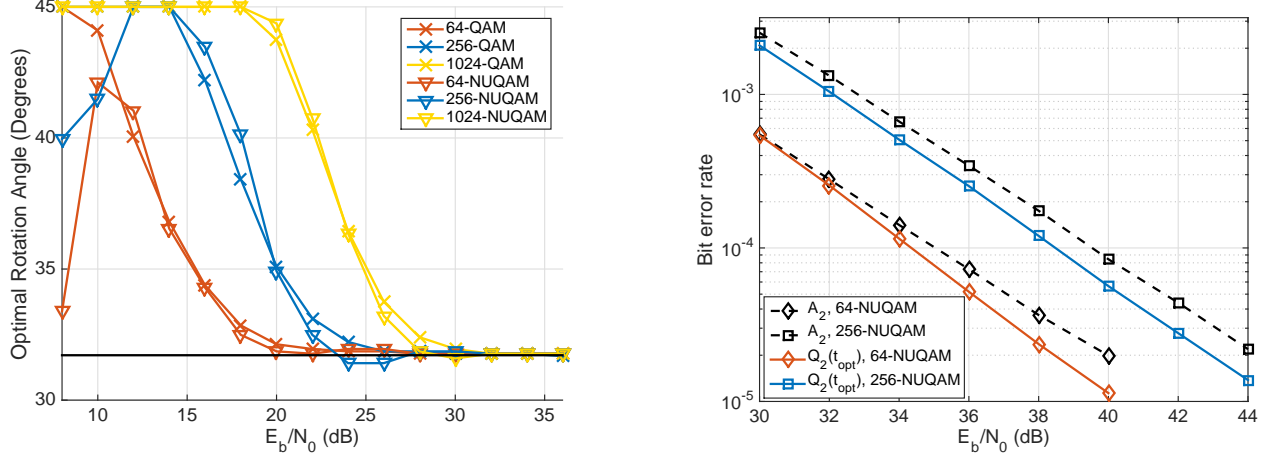 45
40
35
30
10
15
20
25
30
35
Optimal Rotation Angle (Degrees)
E_b/N_0 (dB)
64-QAM
256-QAM
1024-QAM
64-NUQAM
256-NUQAM
1024-NUQAM
10^-3
10^-4
10^-5
30
32
34
36
38
40
42
44
Bit error rate
E_b/N_0 (dB)
A_2, 64-NUQAM
A_2, 256-NUQAM
Q_2(t_opt), 64-NUQAM
Q_2(t_opt), 256-NUQAM